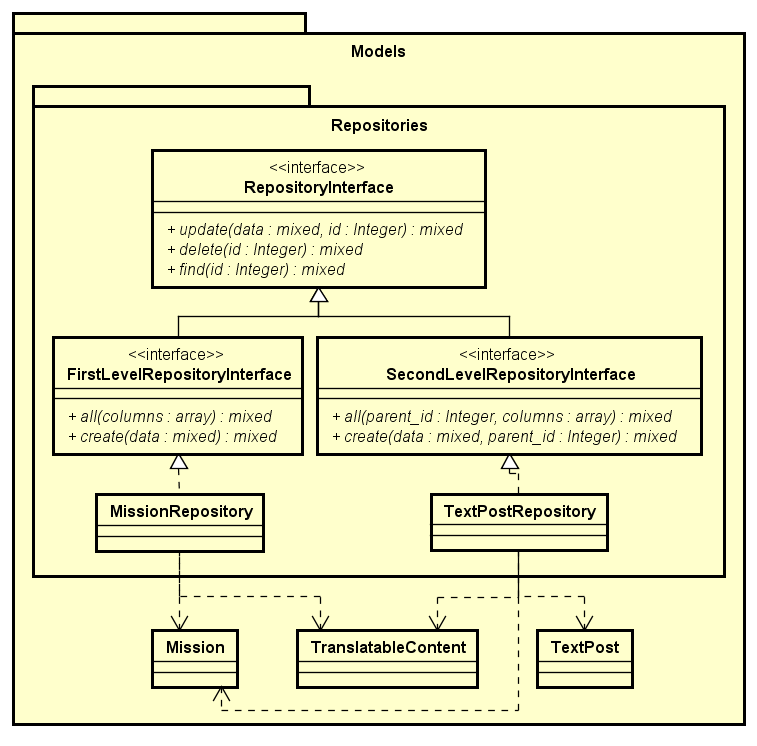 Models
Repositories
<<interface>>
RepositoryInterface
+ update(data : mixed, id : Integer) : mixed
+ delete(id : Integer) : mixed
+ find(id : Integer) : mixed
<<interface>>
FirstLevelRepositoryInterface
+ all(columns : array) : mixed
+ create(data : mixed) : mixed
<<interface>>
SecondLevelRepositoryInterface
+ all(parent_id : Integer, columns : array) : mixed
+ create(data : mixed, parent_id : Integer) : mixed
MissionRepository
TextPostRepository
Mission
TranslatableContent
TextPost